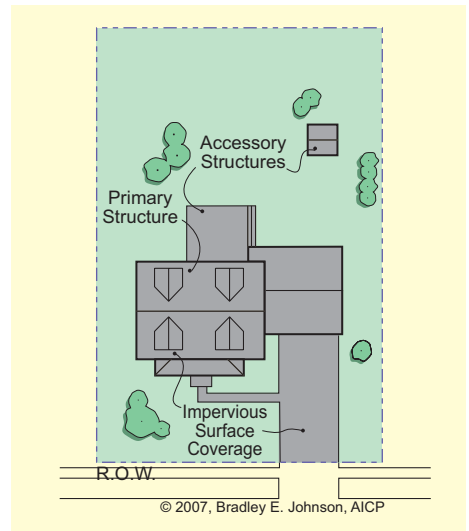 Accessory
Structures
Primary
Structure
Impervious
Surface
Coverage
R.O.W.
© 2007, Bradley E. Johnson, AICP